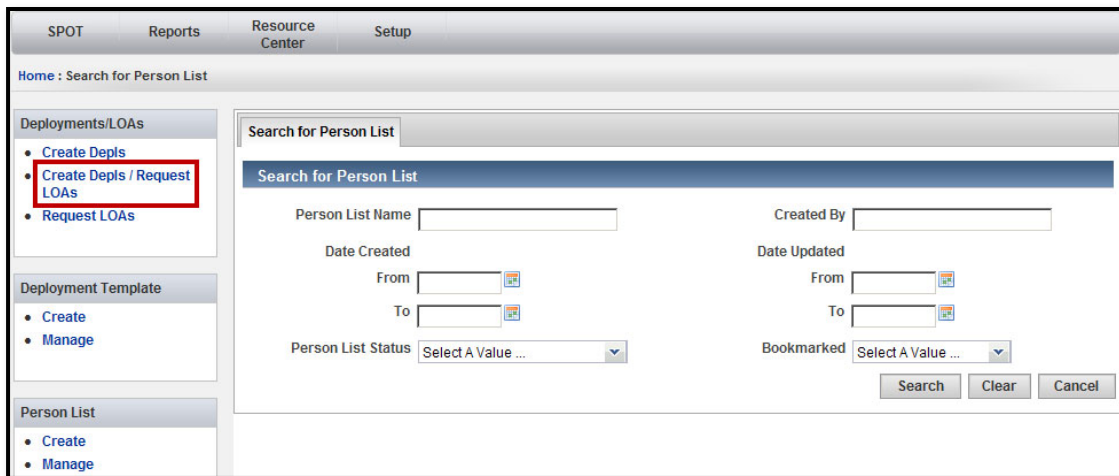 SPOT Reports Resource Center Setup
Home : Search for Person List
Deployments/LOAs
• Create Depls
• Create Depls / Request
LOAs
• Request LOAs
Deployment Template
• Create
• Manage
Person List
• Create
• Manage
Search for Person List
Search for Person List
Person List Name Created By
Date Created Date Updated
From From
To To
Person List Status Select A Value ... Bookmarked Select A Value ...
Search Clear Cancel